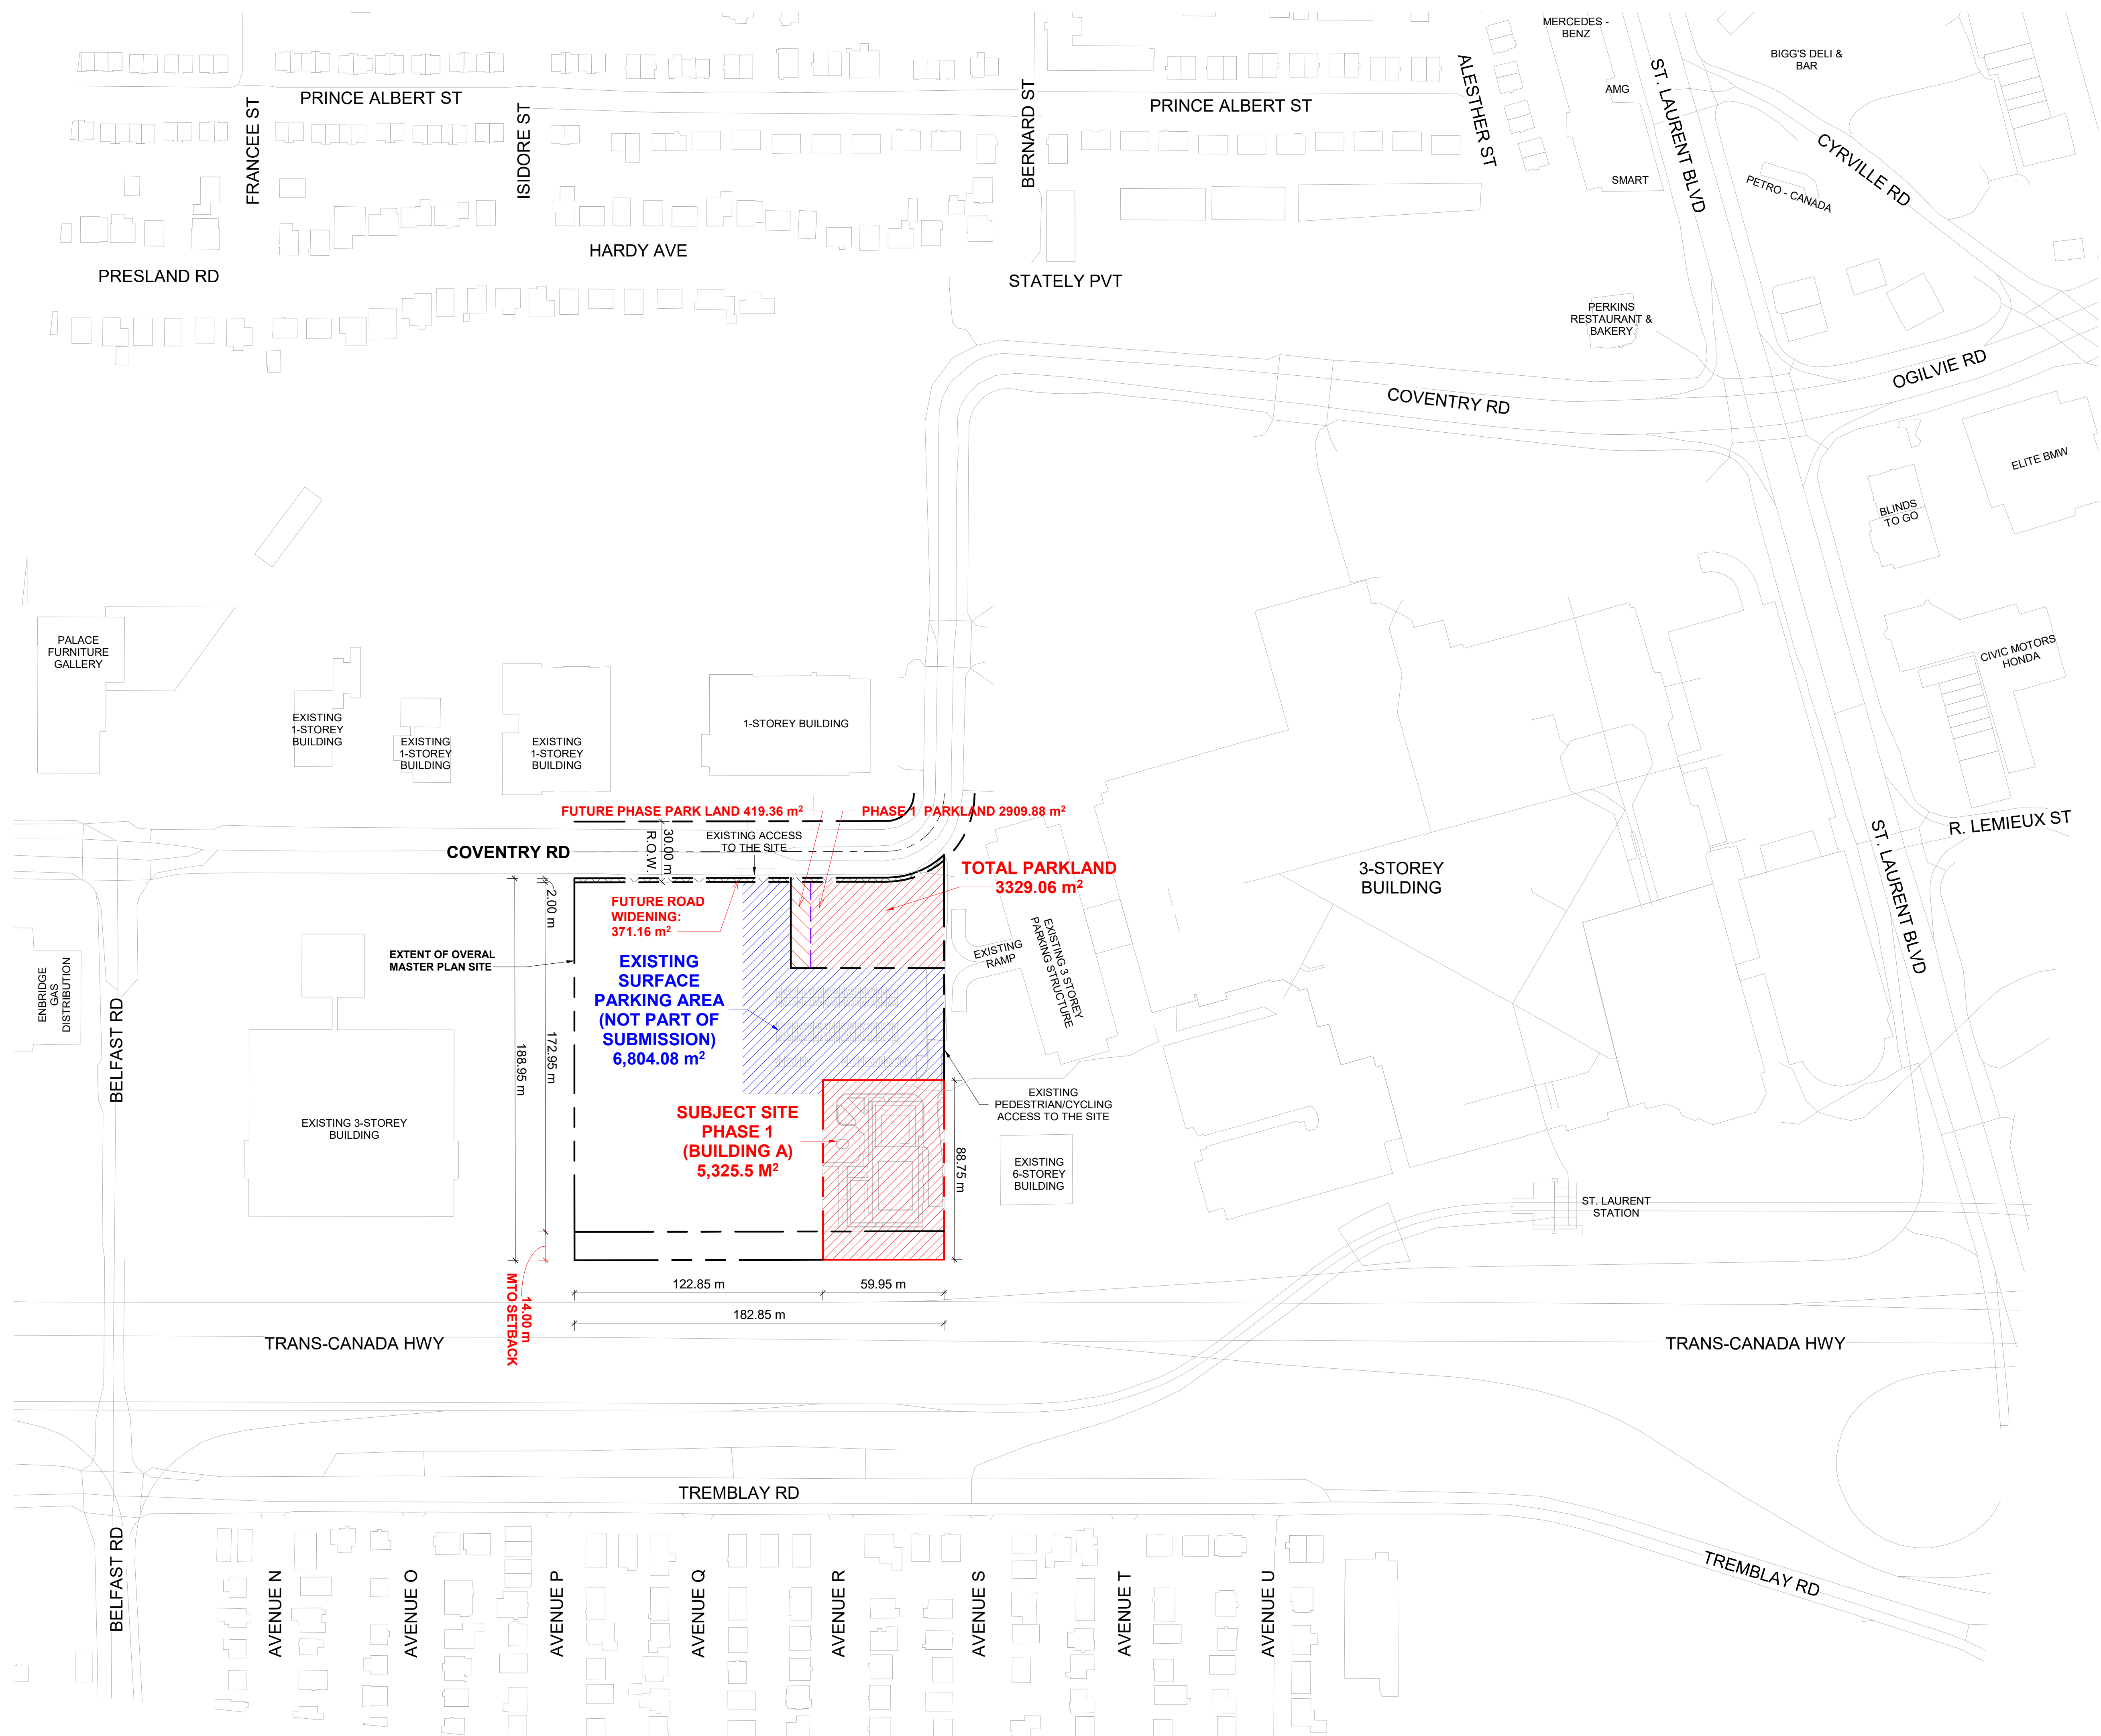 MERCEDES -
BENZ
BIGG'S DELI &
BAR
PRINCE ALBERT ST
PRINCE ALBERT ST
AMG
SMART
FRANCES ST
ISIDORE ST
BERNARD ST
ALESTHER ST
ST. LAURENT BLVD
CYRVILLE RD
PETRO - CANADA
HARDY AVE
PRESLAND RD
STATELY PVT
PERKINS
RESTAURANT &
BAKERY
COVENTRY RD
OGILVIE RD
ELITE BMW
BLINDS
TO GO
PALACE
FURNITURE
GALLERY
CIVIC MOTORS
HONDA
EXISTING
1-STOREY
BUILDING
EXISTING
1-STOREY
BUILDING
EXISTING
1-STOREY
BUILDING
1-STOREY BUILDING
FUTURE PHASE PARK LAND 419.36 m²
PHASE 1 PARKLAND 2909.88 m²
R. LEMIEUX ST
COVENTRY RD
30.00 m
R.O.W.
EXISTING ACCESS
TO THE SITE
TOTAL PARKLAND
3329.06 m²
3-STOREY
BUILDING
ST. LAURENT BLVD
2.00 m
FUTURE ROAD
WIDENING:
371.16 m²
EXTENT OF OVERAL
MASTER PLAN SITE
EXISTING
SURFACE
PARKING AREA
(NOT PART OF
SUBMISSION)
6,804.08 m²
EXISTING
RAMP
EXISTING 3 STOREY
PARKING STRUCTURE
ENBRIDGE
GAS
DISTRIBUTION
BELFAST RD
188.95 m
172.95 m
EXISTING 3-STOREY
BUILDING
SUBJECT SITE
PHASE 1
(BUILDING A)
5,325.5 M²
EXISTING
PEDESTRIAN/CYCLING
ACCESS TO THE SITE
88.75 m
EXISTING
6-STOREY
BUILDING
ST. LAURENT
STATION
14.00 m
MTO SETBACK
122.85 m
59.95 m
182.85 m
TRANS-CANADA HWY
TRANS-CANADA HWY
TREMBLAY RD
TREMBLAY RD
BELFAST RD
AVENUE N
AVENUE O
AVENUE P
AVENUE Q
AVENUE R
AVENUE S
AVENUE T
AVENUE U